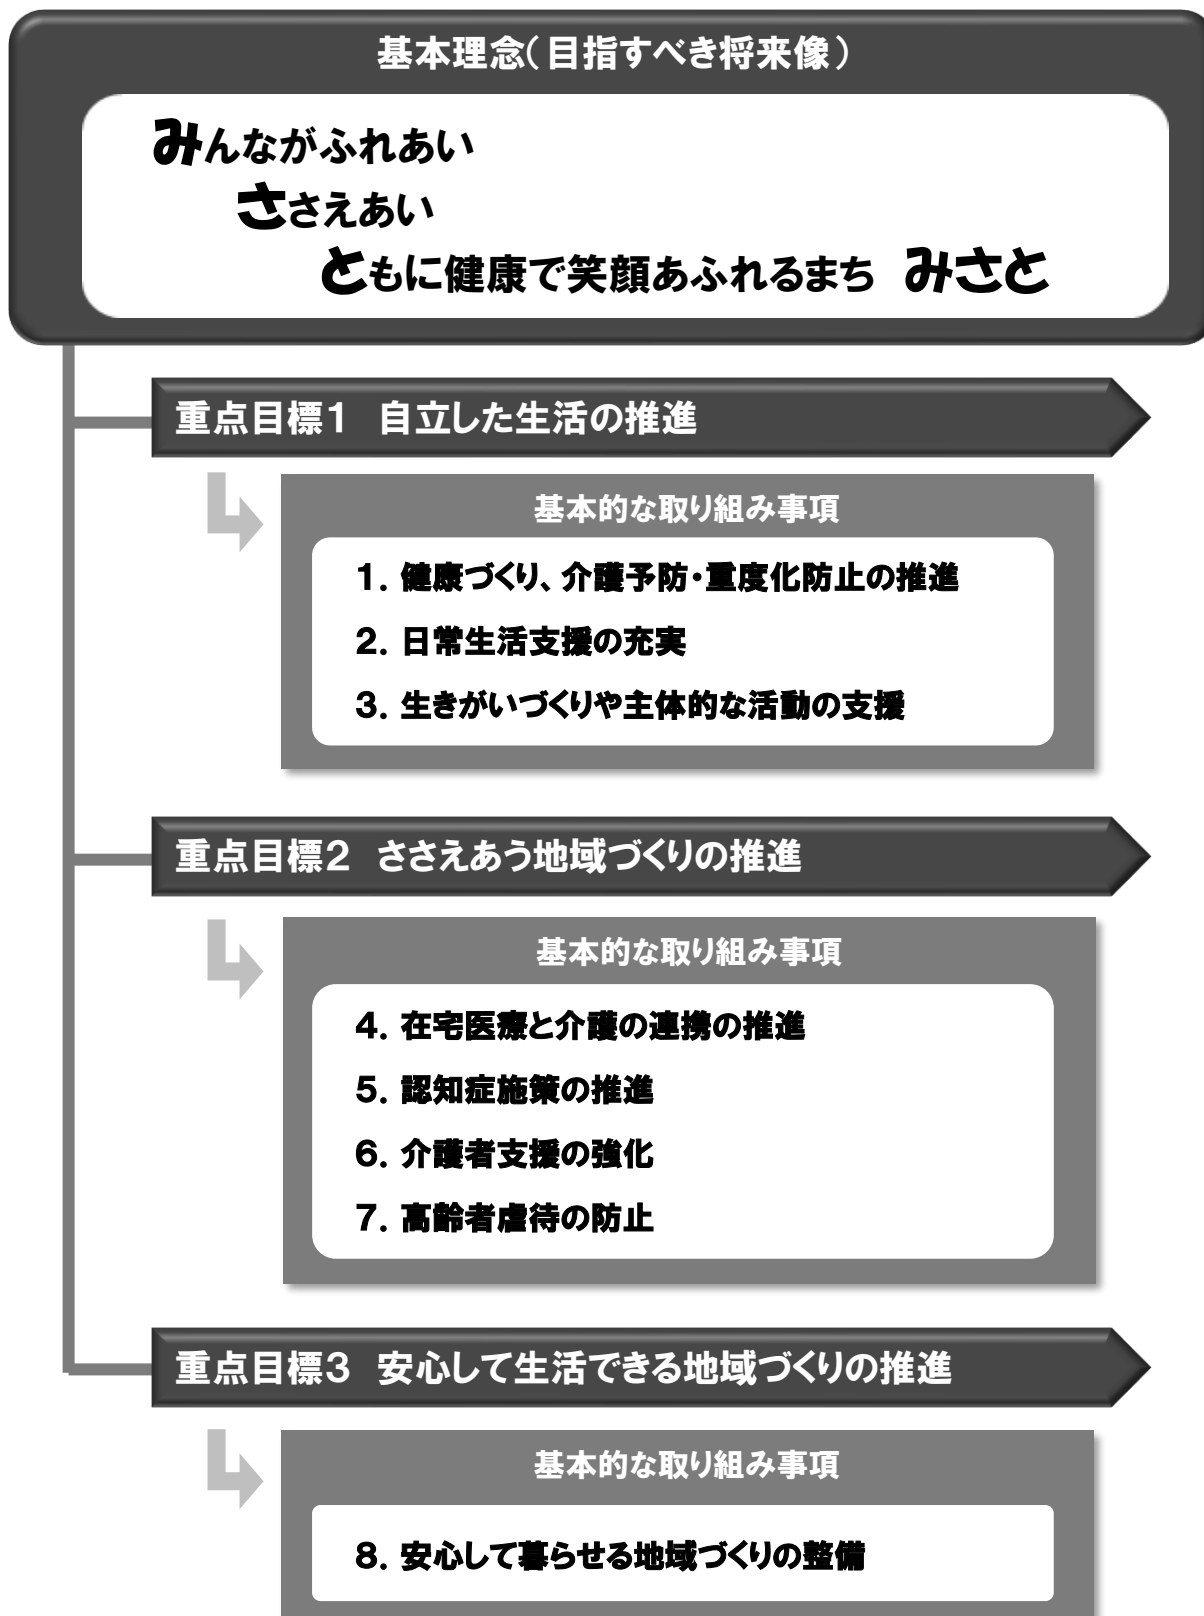 基本理念（目指すべき将来像）
みんながふれあい
ささえあい
ともに健康で笑顔あふれるまち　みさと
重点目標１　自立した生活の推進
基本的な取り組み事項
１．健康づくり、介護予防・重度化防止の推進
２．日常生活支援の充実
３．生きがいづくりや主体的な活動の支援
重点目標２　ささえあう地域づくりの推進
基本的な取り組み事項
４．在宅医療と介護の連携の推進
５．認知症施策の推進
６．介護者支援の強化
７．高齢者虐待の防止
重点目標３　安心して生活できる地域づくりの推進
基本的な取り組み事項
８．安心して暮らせる地域づくりの整備